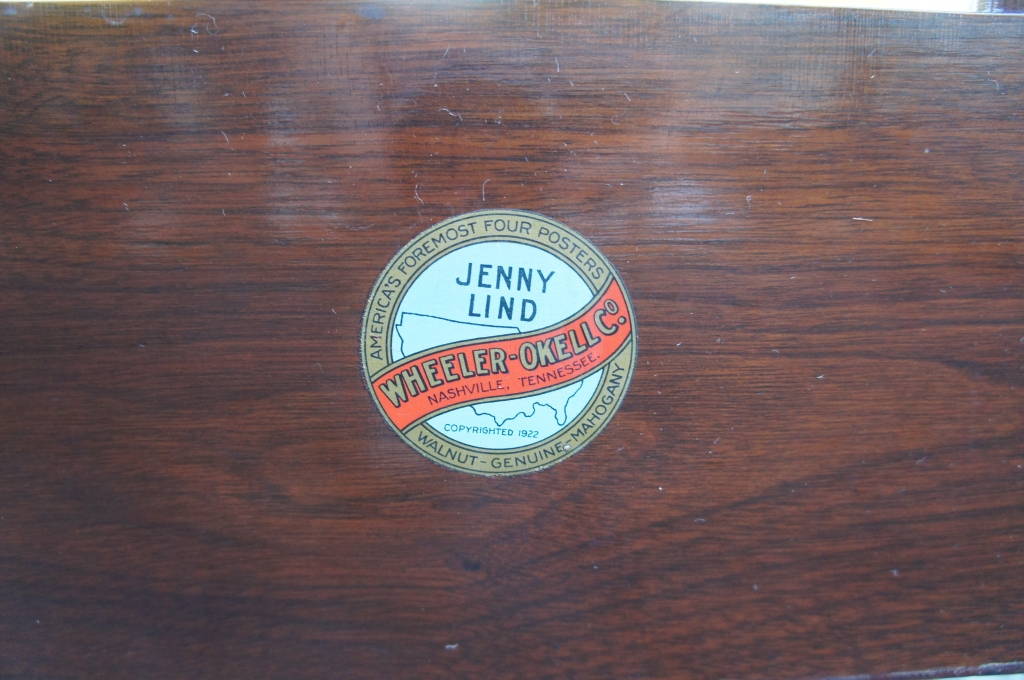 AMERICA'S FOREMOST FOUR POSTERS
JENNY
LIND
WHEELER-OKELL CO.
NASHVILLE, TENNESSEE.
COPYRIGHTED 1922
WALNUT-GENUINE-MAHOGANY